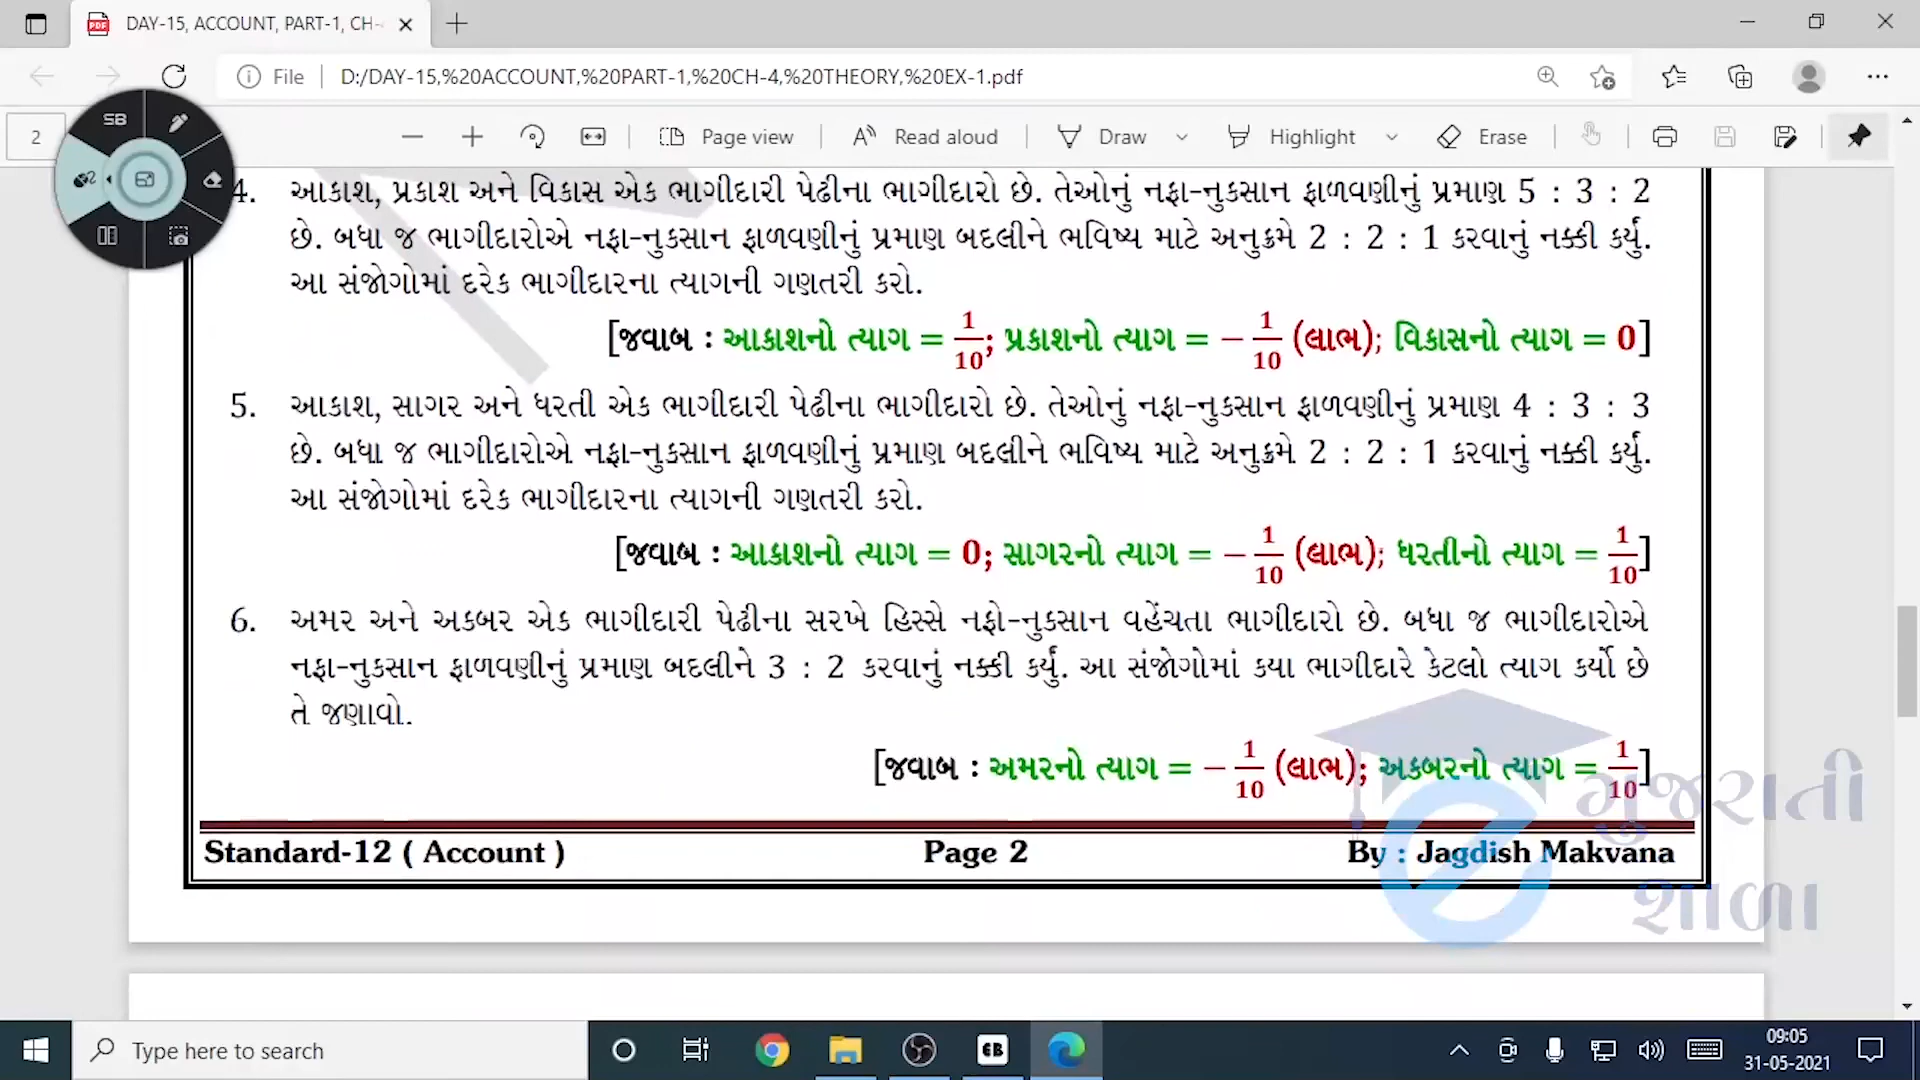 DAY-15, ACCOUNT, PART-1, CH-
File
D:/DAY-15,%20ACCOUNT,%20PART-1,%20CH-4,%20THEORY,%20EX-1.pdf
2
Page view
Read aloud
Draw
Highlight
Erase
SB
4. આકાશ, પ્રકાશ અને વિકાસ એક ભાગીદારી પેઢીના ભાગીદારો છે. તેઓનું નફા-નુકસાન ફાળવણીનું પ્રમાણ 5 : 3 : 2
છે. બધા જ ભાગીદારોએ નફા-નુકસાન ફાળવણીનું પ્રમાણ બદલીને ભવિષ્ય માટે અનુક્રમે 2 : 2 : 1 કરવાનું નક્કી કર્યું.
આ સંજોગોમાં દરેક ભાગીદારના ત્યાગની ગણતરી કરો.
[જવાબ : આકાશનો ત્યાગ = 1/10; પ્રકાશનો ત્યાગ = − 1/10 (લાભ); વિકાસનો ત્યાગ = 0]
5. આકાશ, સાગર અને ધરતી એક ભાગીદારી પેઢીના ભાગીદારો છે. તેઓનું નફા-નુકસાન ફાળવણીનું પ્રમાણ 4 : 3 : 3
છે. બધા જ ભાગીદારોએ નફા-નુકસાન ફાળવણીનું પ્રમાણ બદલીને ભવિષ્ય માટે અનુક્રમે 2 : 2 : 1 કરવાનું નક્કી કર્યું.
આ સંજોગોમાં દરેક ભાગીદારના ત્યાગની ગણતરી કરો.
[જવાબ : આકાશનો ત્યાગ = 0; સાગરનો ત્યાગ = − 1/10 (લાભ); ધરતીનો ત્યાગ = 1/10]
6. અમર અને અકબર એક ભાગીદારી પેઢીના સરખે હિસ્સે નફો-નુકસાન વહેંચતા ભાગીદારો છે. બધા જ ભાગીદારોએ
નફા-નુકસાન ફાળવણીનું પ્રમાણ બદલીને 3 : 2 કરવાનું નક્કી કર્યું. આ સંજોગોમાં કયા ભાગીદારે કેટલો ત્યાગ કર્યો છે
તે જણાવો.
[જવાબ : અમરનો ત્યાગ = − 1/10 (લાભ); અકબરનો ત્યાગ = 1/10]
ગુજરાતી
શાળા
Standard-12 ( Account ) Page 2 By : Jagdish Makvana
Type here to search
09:05
31-05-2021